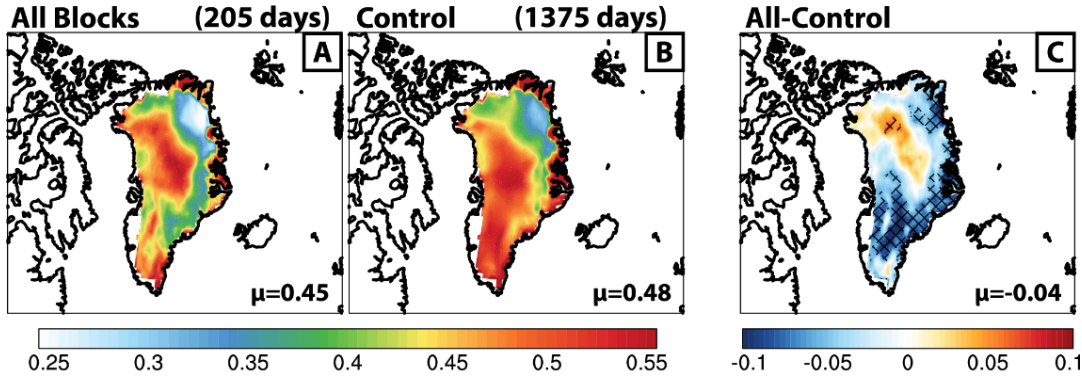 All Blocks (205 days) Control (1375 days) All-Control
A B C
μ=0.45 μ=0.48 μ=-0.04
0.25 0.3 0.35 0.4 0.45 0.5 0.55 -0.1 -0.05 0 0.05 0.1